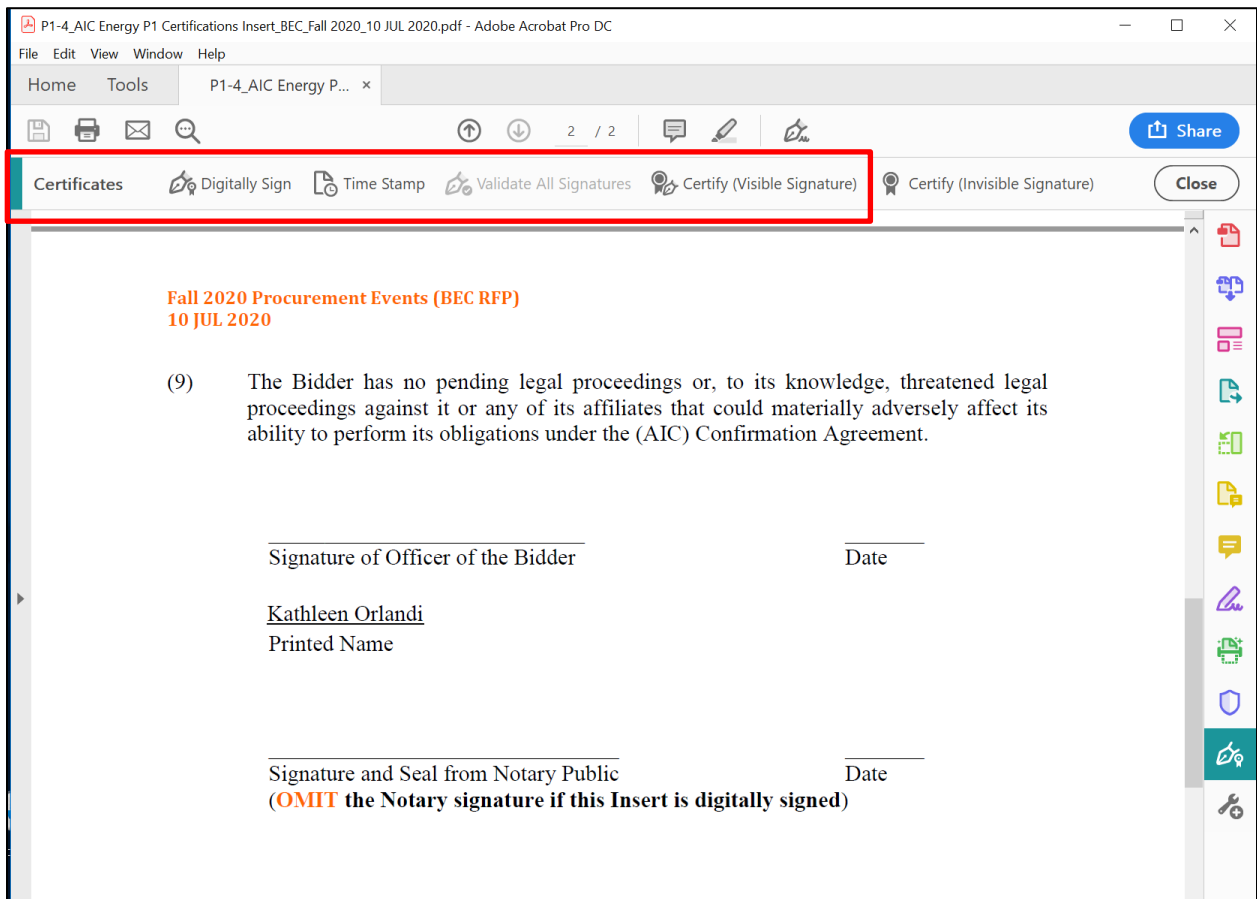 P1-4_AIC Energy P1 Certifications Insert_BEC_Fall 2020_10 JUL 2020.pdf - Adobe Acrobat Pro DC
File Edit View Window Help
Home Tools P1-4_AIC Energy P... ×
2 / 2 Share
Certificates Digitally Sign Time Stamp Validate All Signatures Certify (Visible Signature) Certify (Invisible Signature) Close
Fall 2020 Procurement Events (BEC RFP)
10 JUL 2020
(9) The Bidder has no pending legal proceedings or, to its knowledge, threatened legal
proceedings against it or any of its affiliates that could materially adversely affect its
ability to perform its obligations under the (AIC) Confirmation Agreement.
Signature of Officer of the Bidder Date
Kathleen Orlandi
Printed Name
Signature and Seal from Notary Public Date
(OMIT the Notary signature if this Insert is digitally signed)